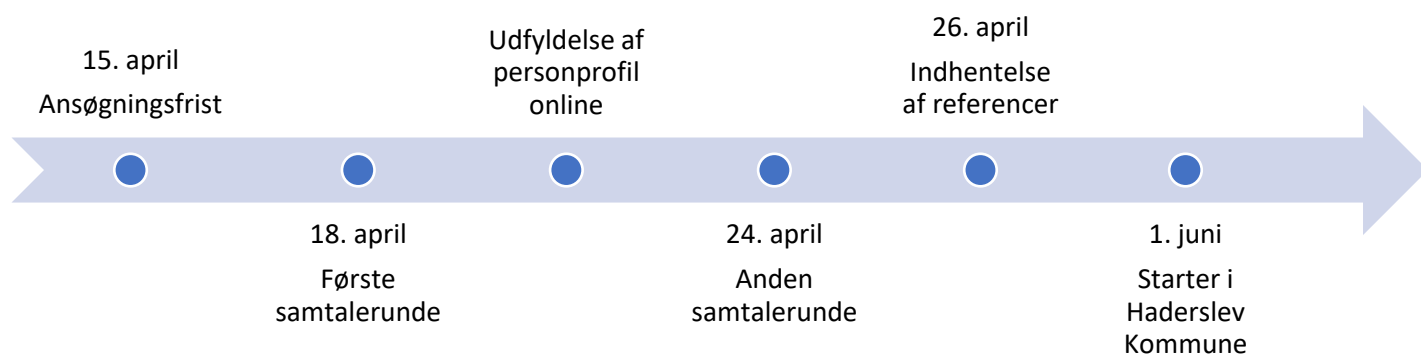 15. april
Ansøgningsfrist
18. april
Første
samtalerunde
Udfyldelse af
personprofil
online
24. april
Anden
samtalerunde
26. april
Indhentelse
af referencer
1. juni
Starter i
Haderslev
Kommune